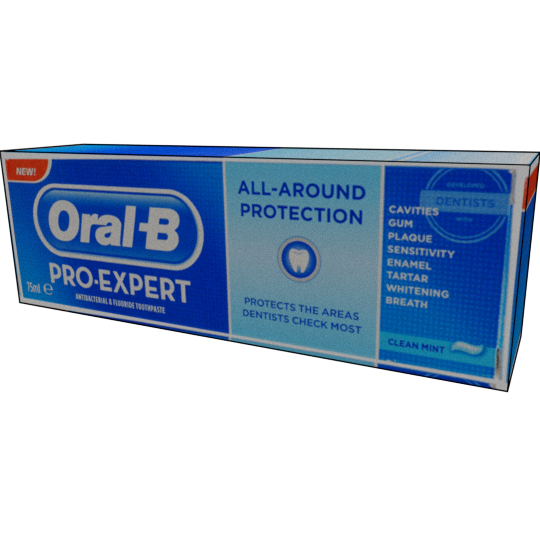 NEW!
Oral-B
PRO-EXPERT
75ml e
ANTIBACTERIAL & FLUORIDE TOOTHPASTE
ALL-AROUND
PROTECTION
PROTECTS THE AREAS
DENTISTS CHECK MOST
DEVELOPED
DENTISTS
WITH
CAVITIES
GUM
PLAQUE
SENSITIVITY
ENAMEL
TARTAR
WHITENING
BREATH
CLEAN MINT